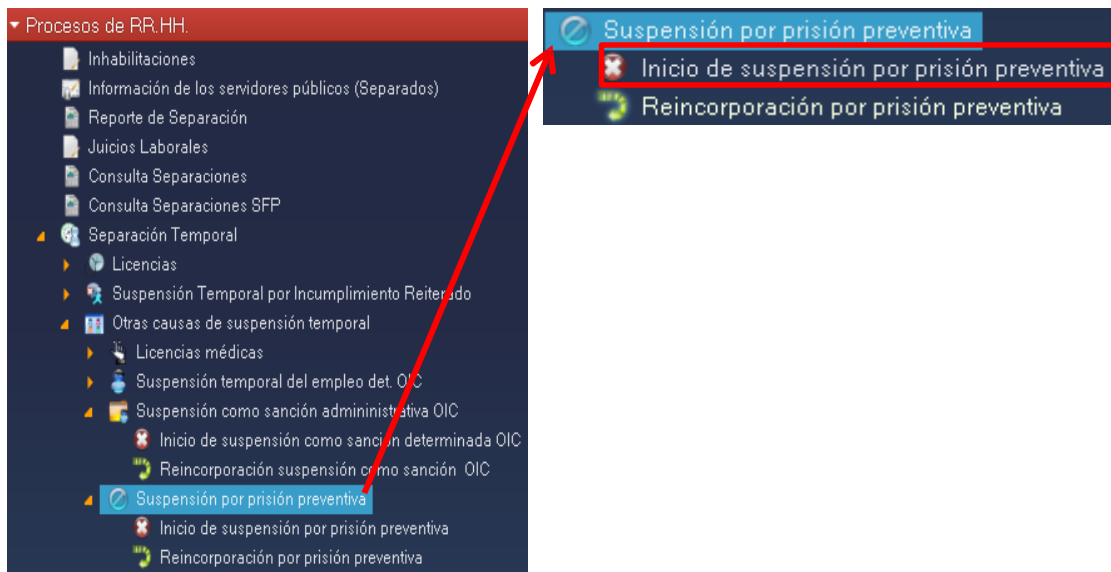 Procesos de RR.HH.
Inhabilitaciones
Información de los servidores públicos (Separados)
Reporte de Separación
Juicios Laborales
Consulta Separaciones
Consulta Separaciones SFP
Separación Temporal
Licencias
Suspensión Temporal por Incumplimiento Reiterado
Otras causas de suspensión temporal
Licencias médicas
Suspensión temporal del empleo det. OIC
Suspensión como sanción admininistrativa OIC
Inicio de suspensión como sanción determinada OIC
Reincorporación suspensión como sanción OIC
Suspensión por prisión preventiva
Inicio de suspensión por prisión preventiva
Reincorporación por prisión preventiva
Suspensión por prisión preventiva
Inicio de suspensión por prisión preventiva
Reincorporación por prisión preventiva